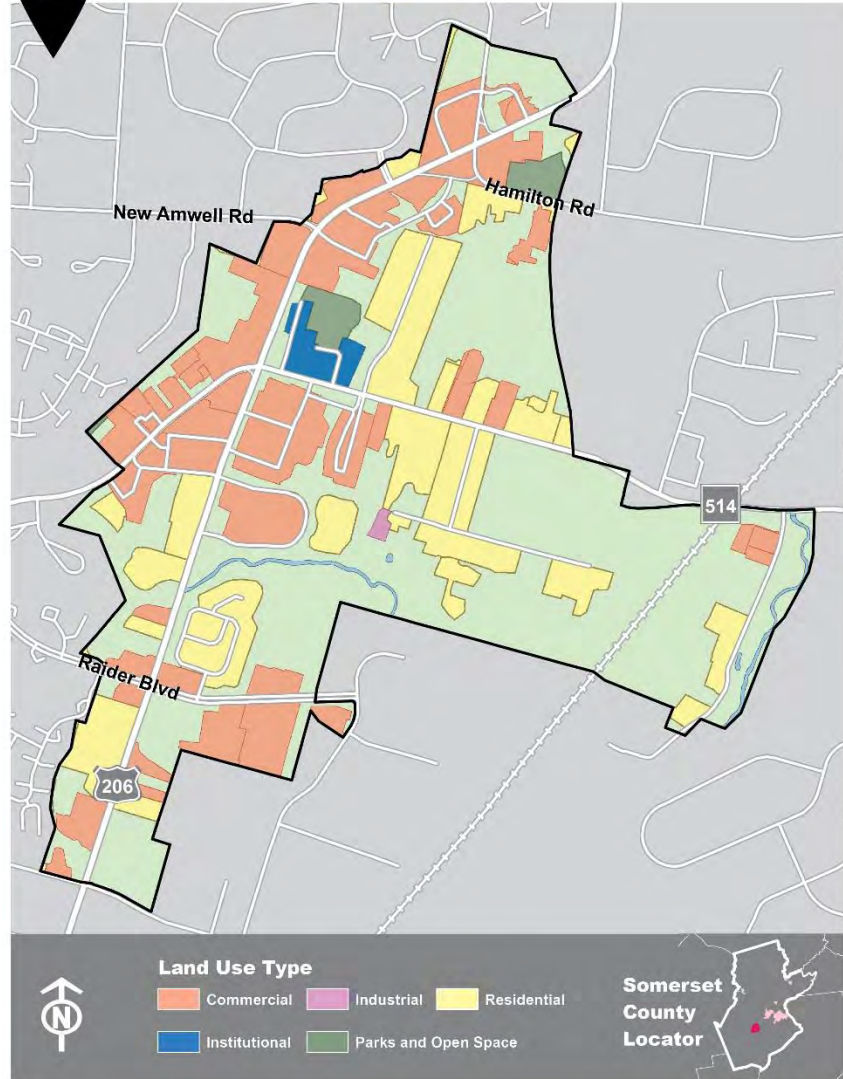 New Amwell Rd
Hamilton Rd
514
Raider Blvd
206
Land Use Type
Commercial
Industrial
Residential
Institutional
Parks and Open Space
N
Somerset
County
Locator